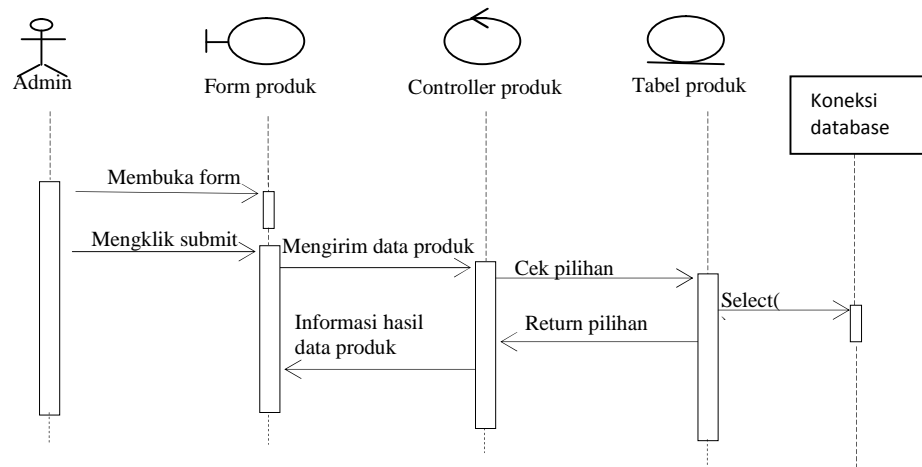 Admin
Form produk
Controller produk
Tabel produk
Koneksi
database
Membuka form
Mengklik submit
Mengirim data produk
Cek pilihan
Select(
Informasi hasil
data produk
Return pilihan